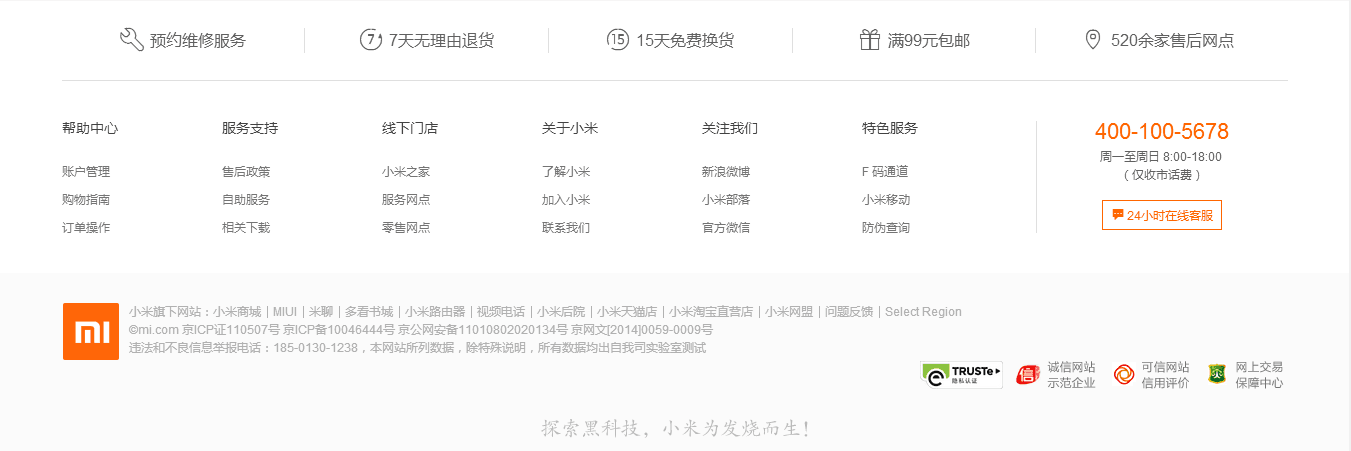 预约维修服务 7 7天无理由退货 15 15天免费换货 满99元包邮 520余家售后网点
帮助中心 服务支持 线下门店 关于小米 关注我们 特色服务
账户管理 售后政策 小米之家 了解小米 新浪微博 F 码通道
购物指南 自助服务 服务网点 加入小米 小米部落 小米移动
订单操作 相关下载 零售网点 联系我们 官方微信 防伪查询
400-100-5678
周一至周日 8:00-18:00
（仅收市话费）
24小时在线客服
mi
小米旗下网站：小米商城｜MIUI｜米聊｜多看书城｜小米路由器｜视频电话｜小米后院｜小米天猫店｜小米淘宝直营店｜小米网盟｜问题反馈｜Select Region
©mi.com 京ICP证110507号 京ICP备10046444号 京公网安备11010802020134号 京网文[2014]0059-0009号
违法和不良信息举报电话：185-0130-1238，本网站所列数据，除特殊说明，所有数据均出自我司实验室测试
TRUSTe
隐私认证
信
诚信网站
示范企业
可信网站
信用评价
网上交易
保障中心
探索黑科技，小米为发烧而生！